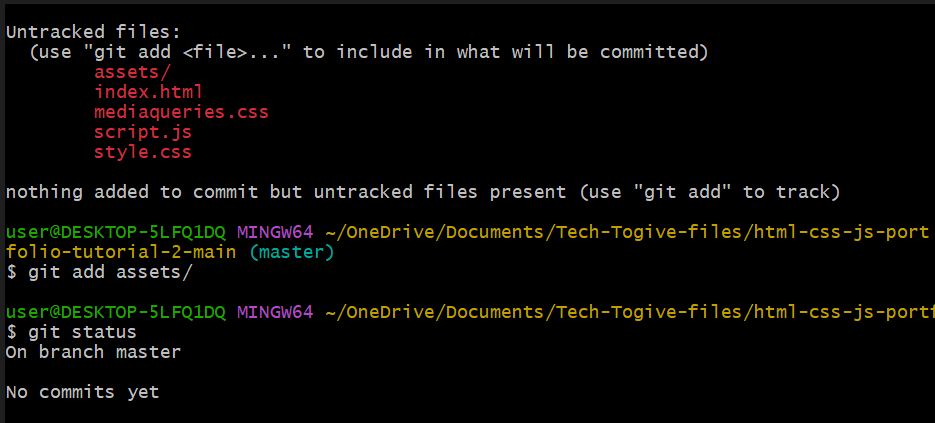 Untracked files:
  (use "git add <file>..." to include in what will be committed)
        assets/
        index.html
        mediaqueries.css
        script.js
        style.css
nothing added to commit but untracked files present (use "git add" to track)
user@DESKTOP-5LFQ1DQ MINGW64 ~/OneDrive/Documents/Tech-Togive-files/html-css-js-port
folio-tutorial-2-main (master)
$ git add assets/
user@DESKTOP-5LFQ1DQ MINGW64 ~/OneDrive/Documents/Tech-Togive-files/html-css-js-portf
$ git status
On branch master
No commits yet